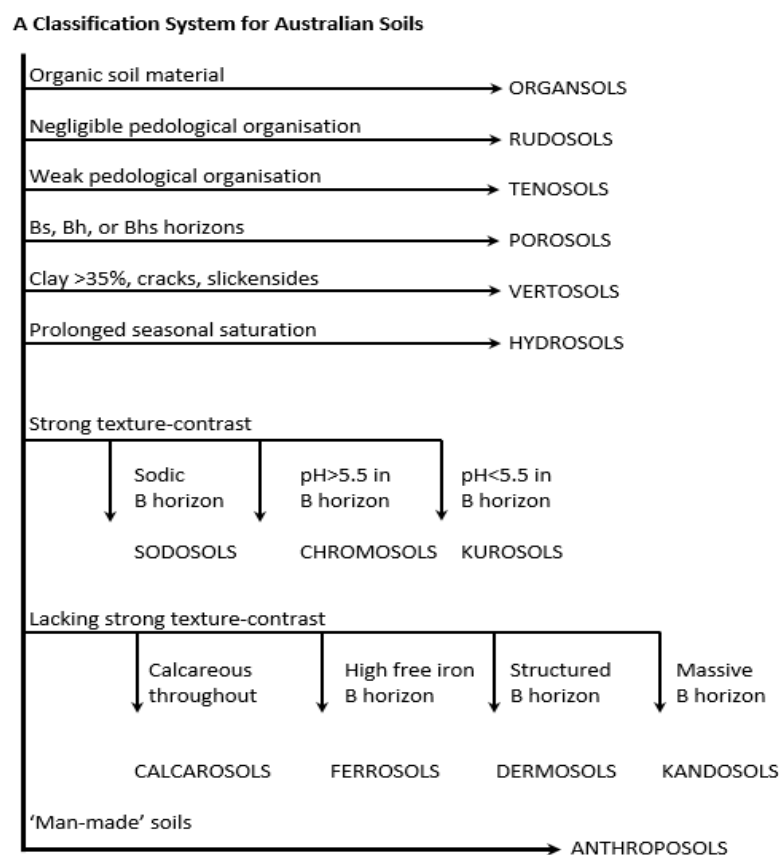 A Classification System for Australian Soils
Organic soil material
ORGANSOLS
Negligible pedological organisation
RUDOSOLS
Weak pedological organisation
TENOSOLS
Bs, Bh, or Bhs horizons
POROSOLS
Clay >35%, cracks, slickensides
VERTOSOLS
Prolonged seasonal saturation
HYDROSOLS
Strong texture-contrast
Sodic
B horizon
SODOSOLS
pH>5.5 in
B horizon
CHROMOSOLS
pH<5.5 in
B horizon
KUROSOLS
Lacking strong texture-contrast
Calcareous
throughout
CALCAROSOLS
High free iron
B horizon
FERROSOLS
Structured
B horizon
DERMOSOLS
Massive
B horizon
KANDOSOLS
‘Man-made’ soils
ANTHROPOSOLS